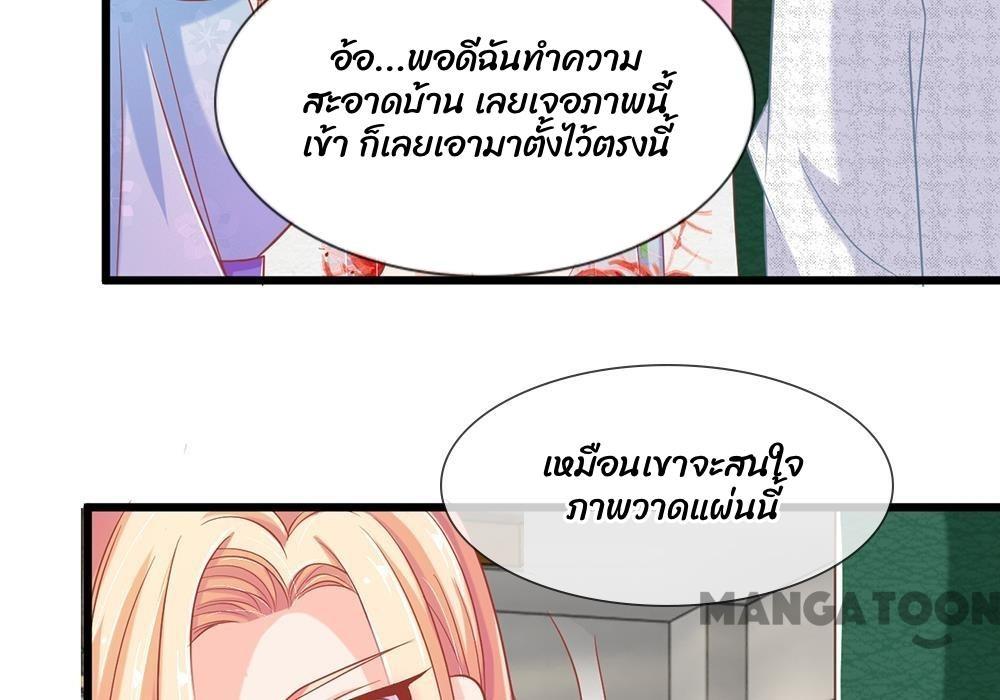 อ้อ...พอดีฉันทำความ
สะอาดบ้าน เลยเจอภาพนี้
เข้า ก็เลยเอามาตั้งไว้ตรงนี้
เหมือนเขาจะสนใจ
ภาพวาดแผ่นนี้
MANGATOON